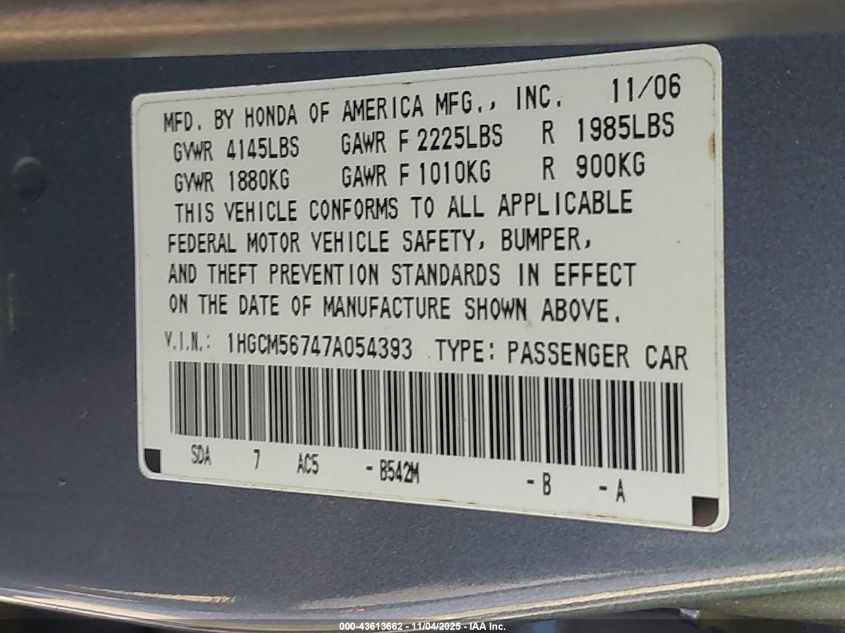 MFD. BY HONDA OF AMERICA MFG., INC. 11/06
GVWR 4145LBS GAWR F 2225LBS R 1985LBS
GVWR 1880KG GAWR F 1010KG R 900KG
THIS VEHICLE CONFORMS TO ALL APPLICABLE
FEDERAL MOTOR VEHICLE SAFETY, BUMPER,
AND THEFT PREVENTION STANDARDS IN EFFECT
ON THE DATE OF MANUFACTURE SHOWN ABOVE.
V.I.N.: 1HGCM56747A054393 TYPE: PASSENGER CAR
SDA 7 AC5 - B542M - B - A
000-43613662 - 11/04/2025 - IAA Inc.